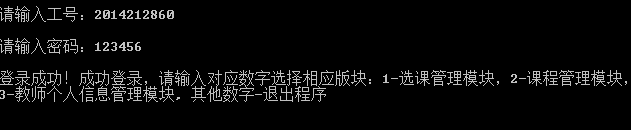 请输入工号：2014212860
请输入密码：123456
登录成功！成功登录，请输入对应数字选择相应版块：1-选课管理模块，2-课程管理模块，
3-教师个人信息管理模块．其他数字-退出程序